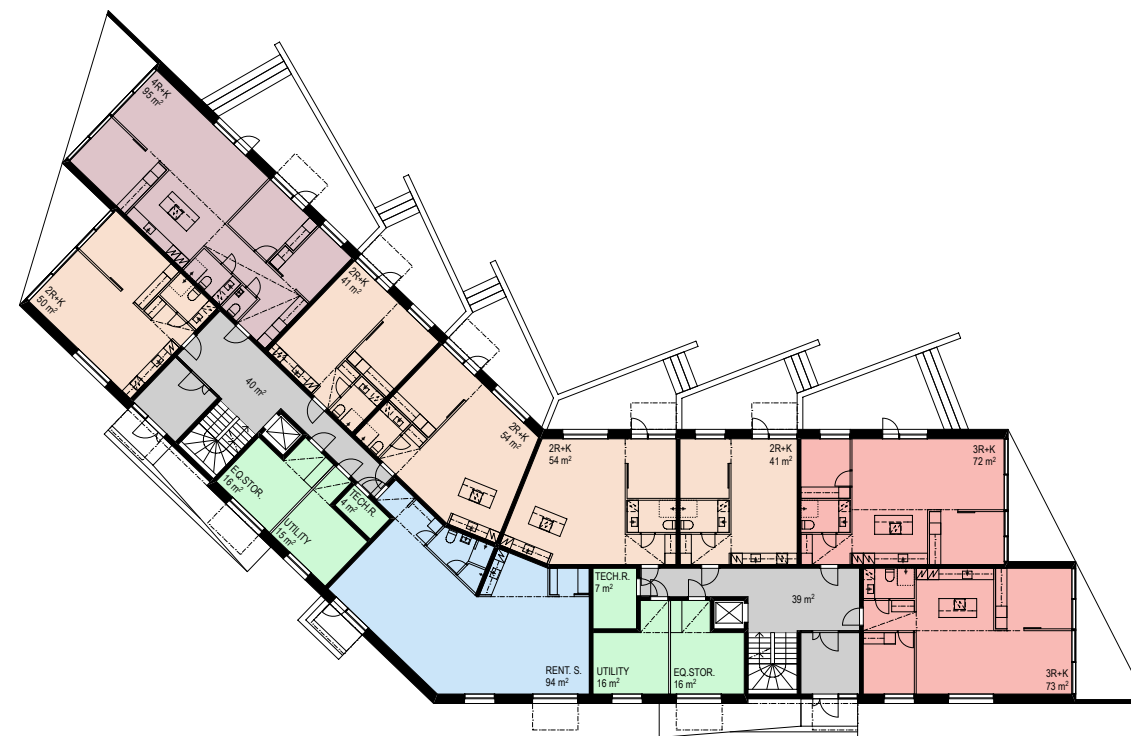 4R+K
95 m²
2R+K
50 m²
2R+K
41 m²
2R+K
54 m²
40 m²
EQ.STOR.
16 m²
UTILITY
15 m²
TECH.R.
4 m²
2R+K
54 m²
2R+K
41 m²
3R+K
72 m²
TECH.R.
7 m²
39 m²
RENT. S.
94 m²
UTILITY
16 m²
EQ.STOR.
16 m²
3R+K
73 m²